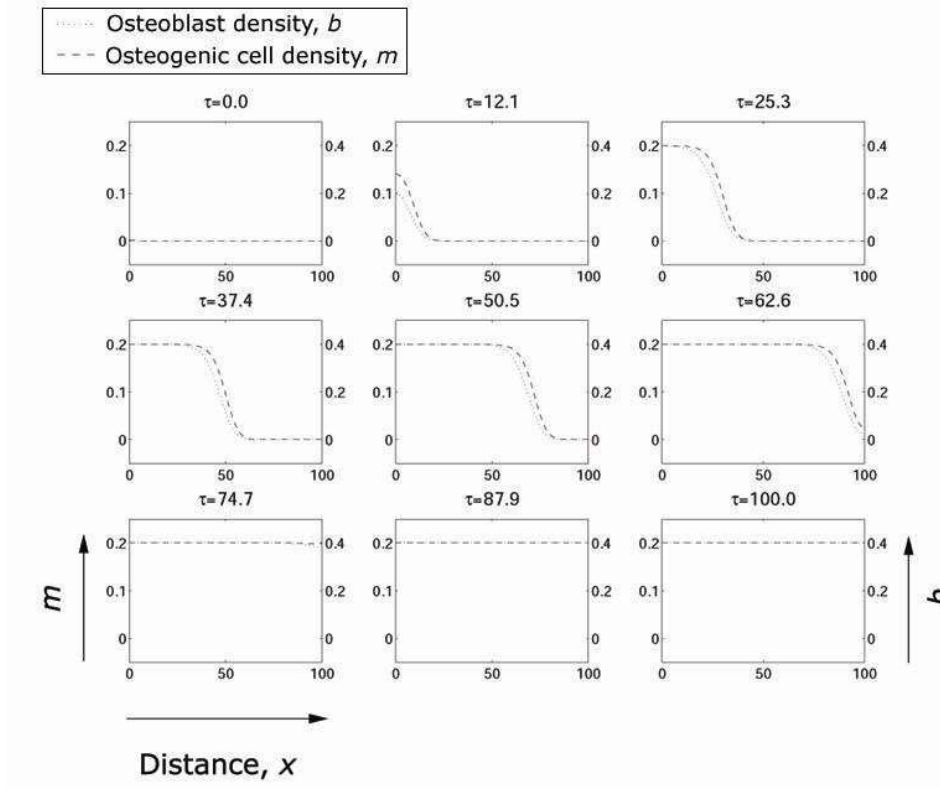 Osteoblast density, b
Osteogenic cell density, m
τ=0.0 τ=12.1 τ=25.3
0.2 0.4 0.2 0.4 0.2 0.4
0.1 0.2 0.1 0.2 0.1 0.2
0 0 0 0 0 0
0 50 100 0 50 100 0 50 100
τ=37.4 τ=50.5 τ=62.6
0.2 0.4 0.2 0.4 0.2 0.4
0.1 0.2 0.1 0.2 0.1 0.2
0 0 0 0 0 0
0 50 100 0 50 100 0 50 100
τ=74.7 τ=87.9 τ=100.0
0.2 0.4 0.2 0.4 0.2 0.4
m 0.1 0.2 0.1 0.2 0.1 0.2 b
0 0 0 0 0 0
0 50 100 0 50 100 0 50 100
Distance, x